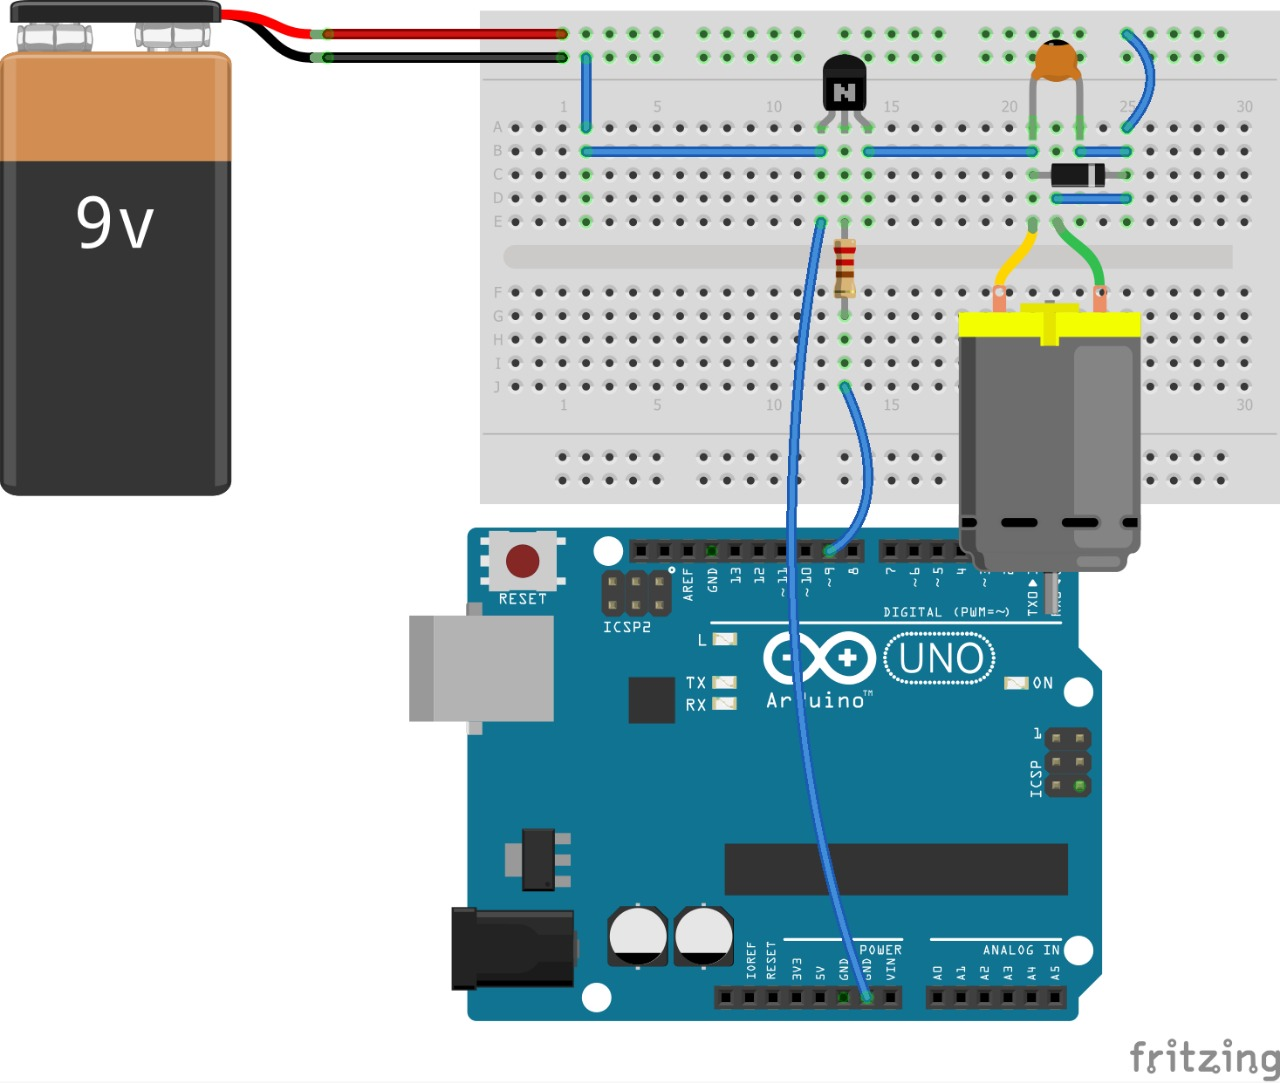 9v
1 5 10 15 20 25 30
A
B
C
D
E
F
G
H
I
J
1 5 10 15 30
N
RESET
ICSP2
AREF
GND
13
12
~11
~10
~9
8
7
~6
~5
4
TX0▶
DIGITAL (PWM=~)
L
TX
RX
UNO
Arduino™
ON
1
ICSP
IOREF
RESET
3V3
5V
GND
GND
VIN
POWER
ANALOG IN
A0
A1
A2
A3
A4
A5
fritzing